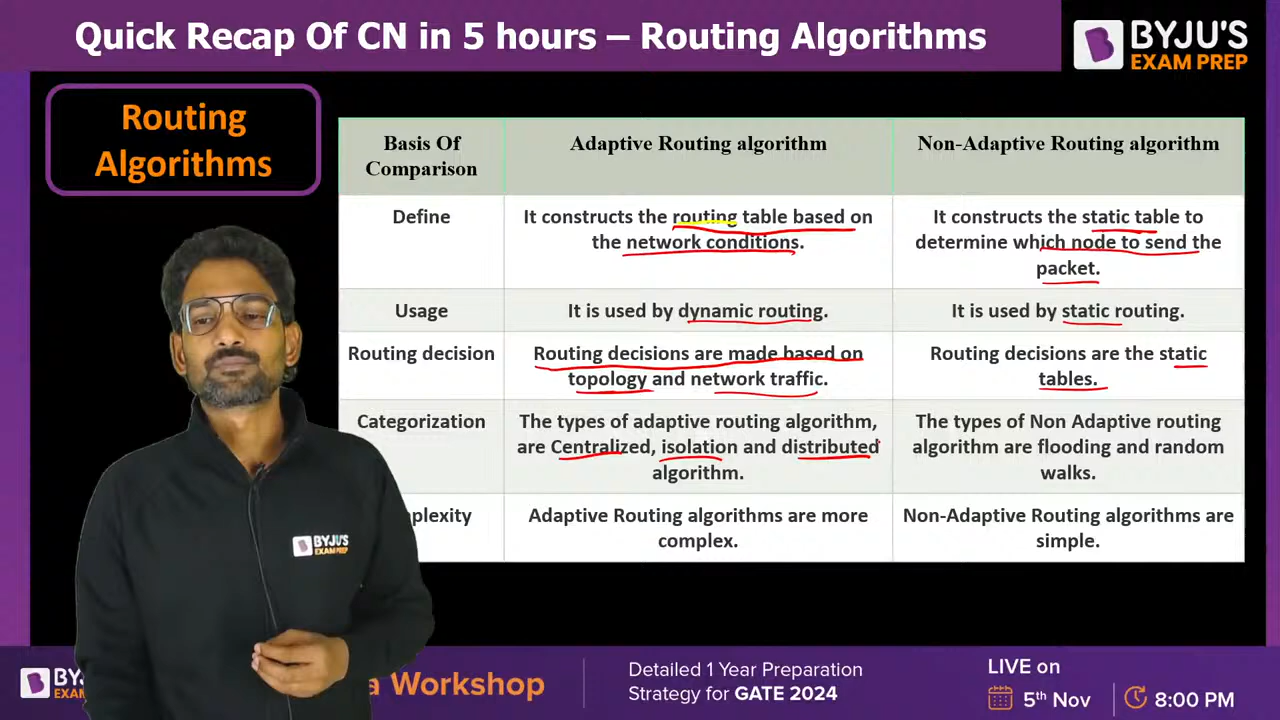 Quick Recap Of CN in 5 hours – Routing Algorithms
BYJU'S
EXAM PREP
Routing
Algorithms
Basis Of
Comparison
Adaptive Routing algorithm
Non-Adaptive Routing algorithm
Define
It constructs the routing table based on
the network conditions.
It constructs the static table to
determine which node to send the
packet.
Usage
It is used by dynamic routing.
It is used by static routing.
Routing decision
Routing decisions are made based on
topology and network traffic.
Routing decisions are the static
tables.
Categorization
The types of adaptive routing algorithm,
are Centralized, isolation and distributed
algorithm.
The types of Non Adaptive routing
algorithm are flooding and random
walks.
plexity
Adaptive Routing algorithms are more
complex.
Non-Adaptive Routing algorithms are
simple.
BYJU'S
EXAM PREP
BY
EXAM
a Workshop
Detailed 1 Year Preparation
Strategy for GATE 2024
LIVE on
5th Nov
8:00 PM